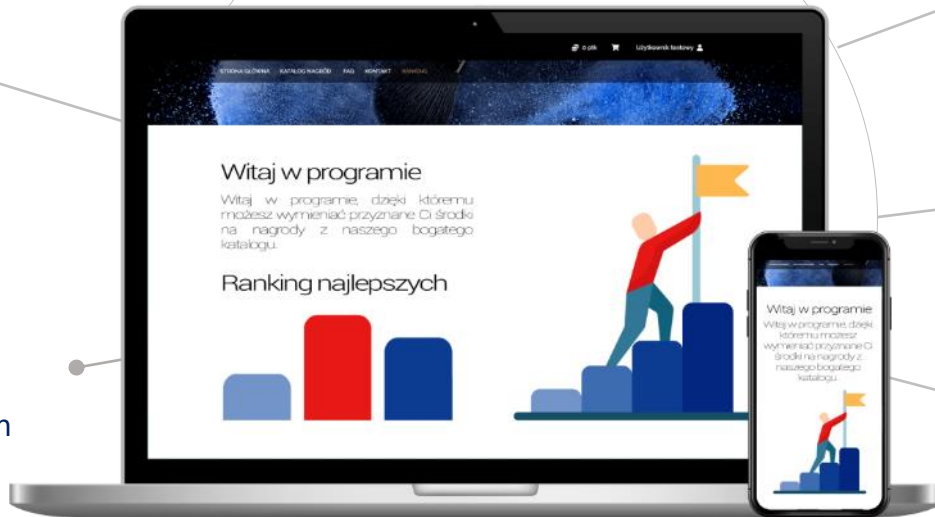 0 ptk Użytkownik testowy
STRONA GŁÓWNA KATALOG NAGRÓD FAQ KONTAKT RANKING
Witaj w programie
Witaj w programie, dzięki któremu
możesz wymieniać przyznane Ci środki
na nagrody z naszego bogatego
katalogu.
Ranking najlepszych
Witaj w programie
Witaj w programie, dzięki
któremu możesz
wymieniać przyznane Ci
środki na nagrody z
naszego bogatego
katalogu.